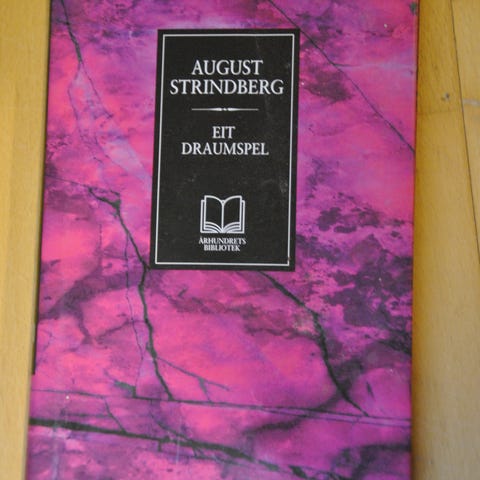 AUGUST
STRINDBERG
EIT
DRAUMSPEL
ÅRHUNDRETS
BIBLIOTEK